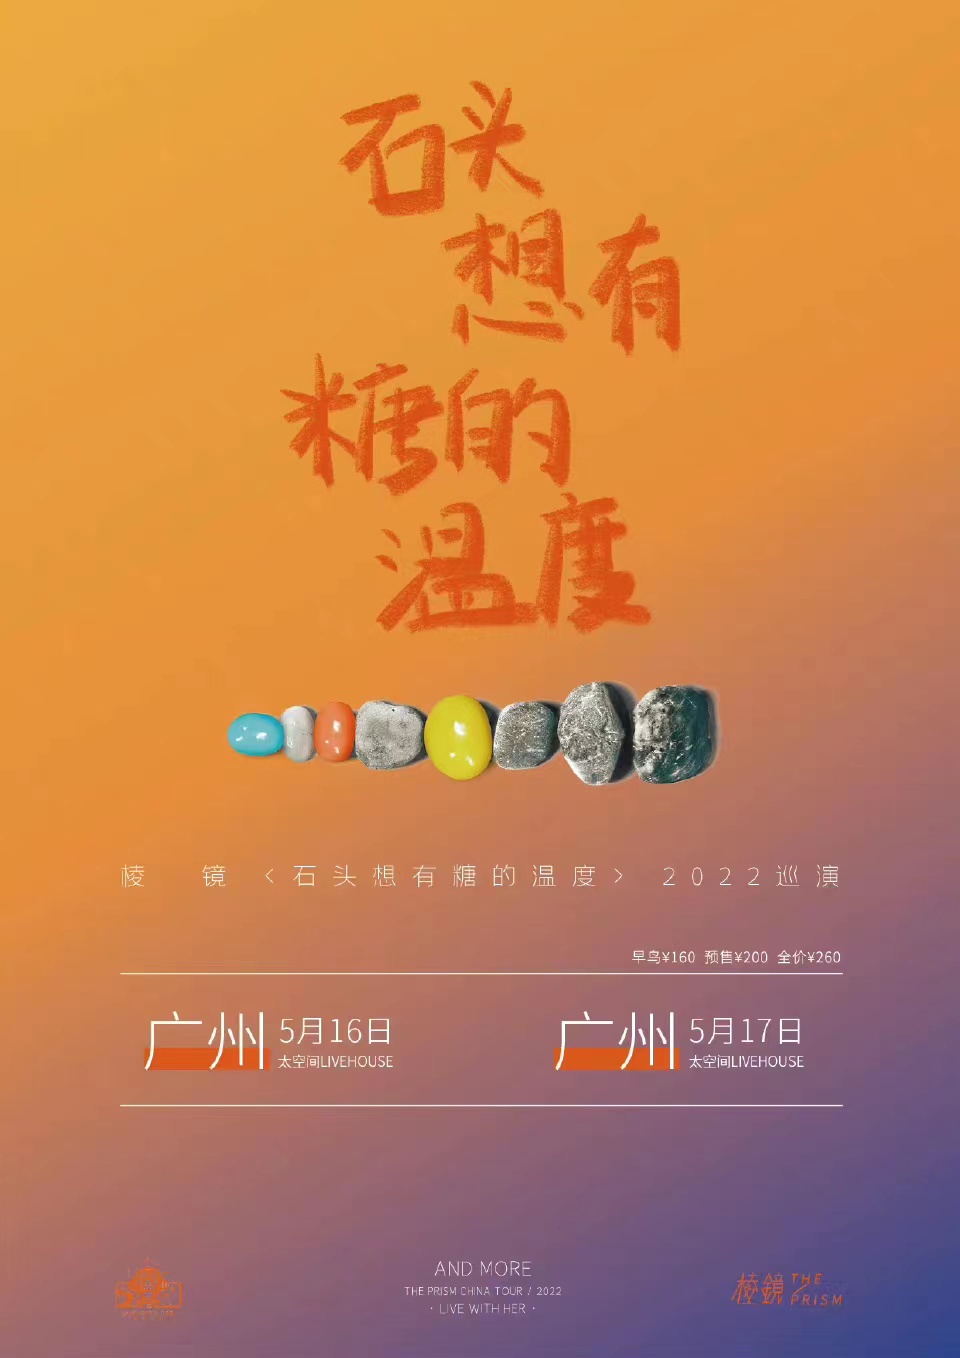 石头
想有
糖的
温度
棱 镜 <石头想有糖的温度> 2022巡演
早鸟¥160 预售¥200 全价¥260
广州 5月16日
太空间LIVEHOUSE
广州 5月17日
太空间LIVEHOUSE
AND MORE
THE PRISM CHINA TOUR / 2022
· LIVE WITH HER ·
棱鏡 THE PRISM